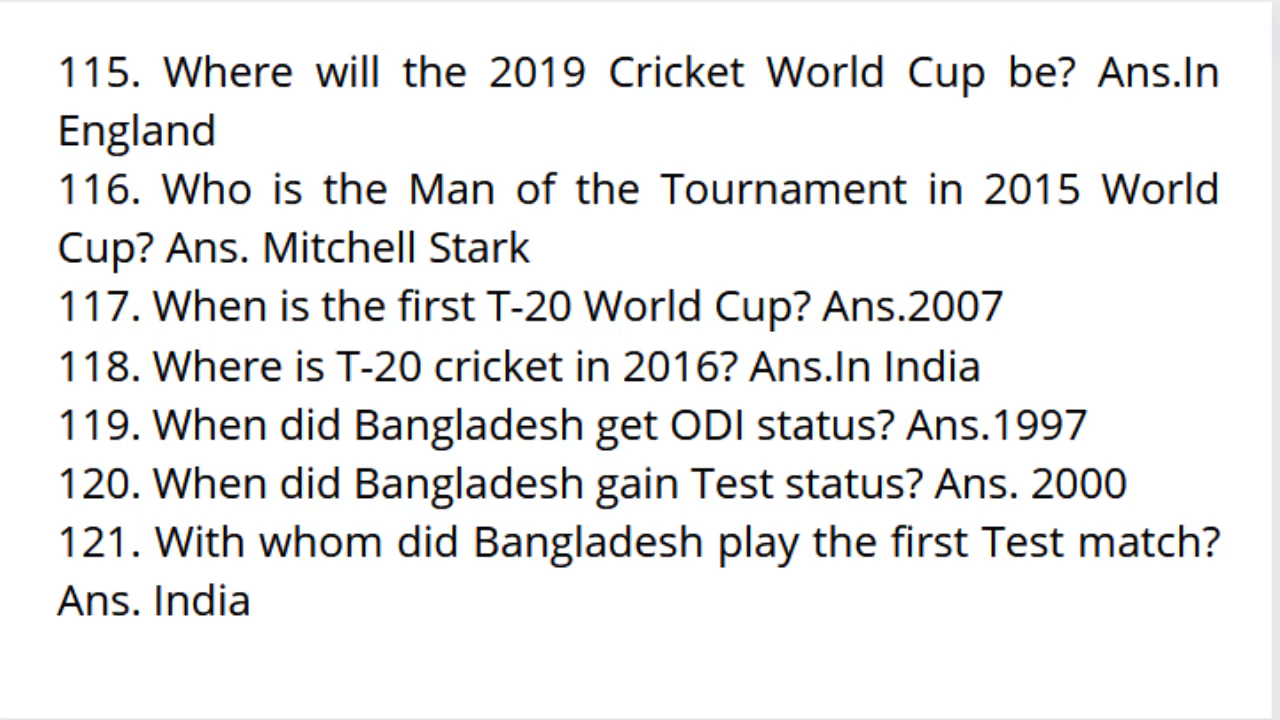 115. Where will the 2019 Cricket World Cup be? Ans.In
England
116. Who is the Man of the Tournament in 2015 World
Cup? Ans. Mitchell Stark
117. When is the first T-20 World Cup? Ans.2007
118. Where is T-20 cricket in 2016? Ans.In India
119. When did Bangladesh get ODI status? Ans.1997
120. When did Bangladesh gain Test status? Ans. 2000
121. With whom did Bangladesh play the first Test match?
Ans. India